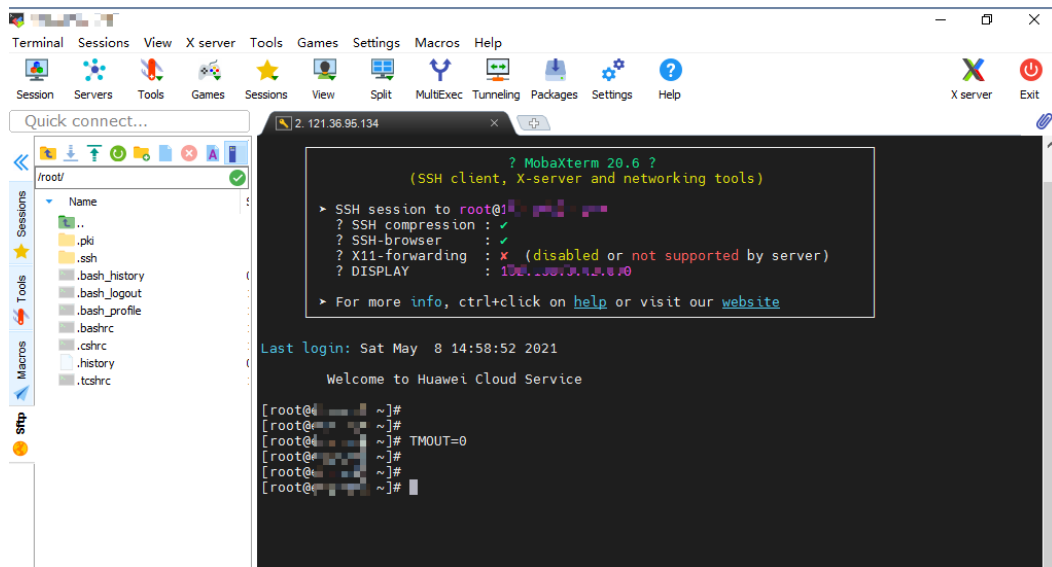 Terminal Sessions View X server Tools Games Settings Macros Help
Session Servers Tools Games Sessions View Split MultiExec Tunneling Packages Settings Help X server Exit
Quick connect...
2. 121.36.95.134
/root/
Name
..
.pki
.ssh
.bash_history
.bash_logout
.bash_profile
.bashrc
.cshrc
.history
.tcshrc
Sessions
Tools
Macros
Sftp
? MobaXterm 20.6 ?
(SSH client, X-server and networking tools)
➤ SSH session to root@1
? SSH compression : ✔
? SSH-browser : ✔
? X11-forwarding : ✘ (disabled or not supported by server)
? DISPLAY :
➤ For more info, ctrl+click on help or visit our website
Last login: Sat May 8 14:58:52 2021
Welcome to Huawei Cloud Service
[root@ ~]#
[root@ ~]#
[root@ ~]# TMOUT=0
[root@ ~]#
[root@ ~]#
[root@ ~]#